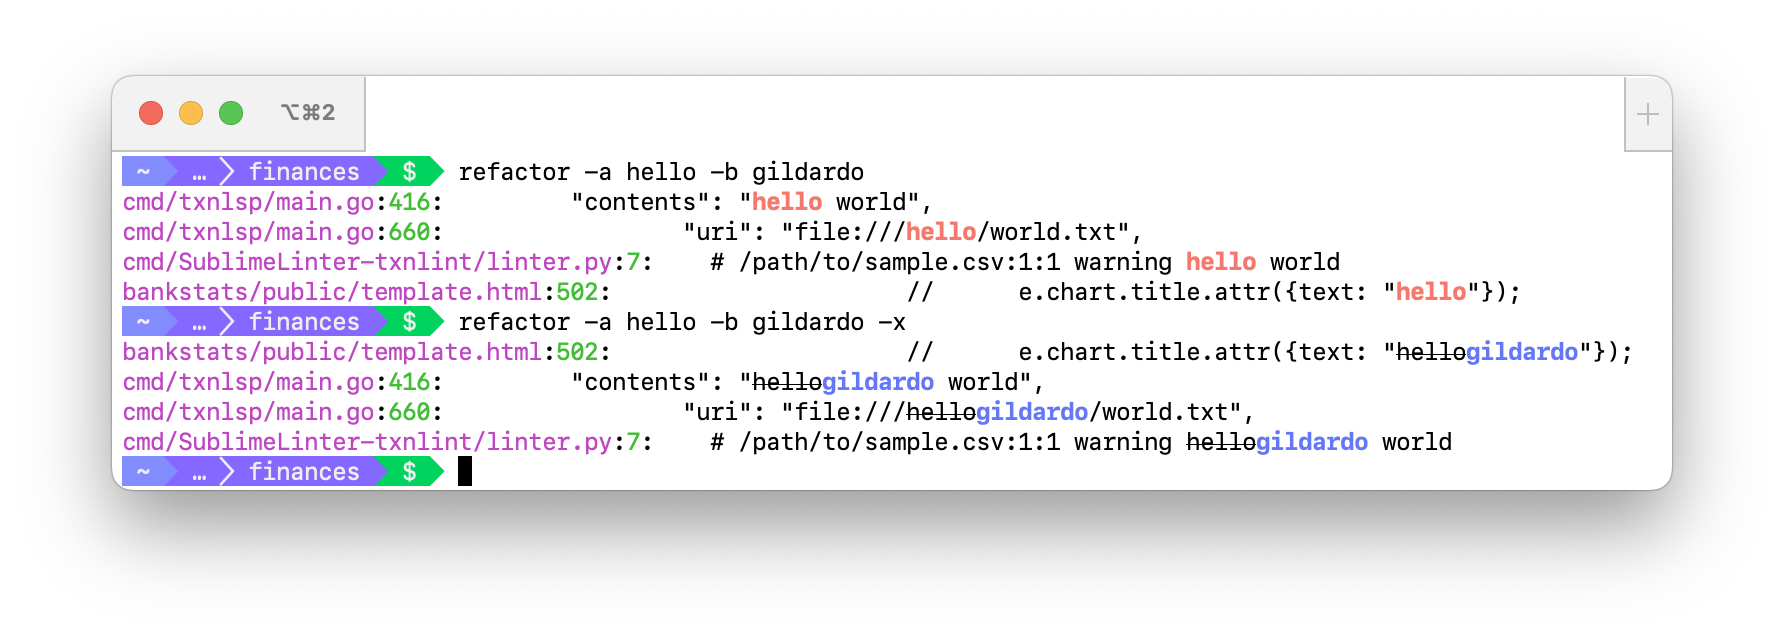 ⌥⌘2 +
~ … finances $ refactor -a hello -b gildardo
cmd/txnlsp/main.go:416:         "contents": "hello world",
cmd/txnlsp/main.go:660:                 "uri": "file:///hello/world.txt",
cmd/SublimeLinter-txnlint/linter.py:7:    # /path/to/sample.csv:1:1 warning hello world
bankstats/public/template.html:502:                     //      e.chart.title.attr({text: "hello"});
~ … finances $ refactor -a hello -b gildardo -x
bankstats/public/template.html:502:                     //      e.chart.title.attr({text: "hellogildardo"});
cmd/txnlsp/main.go:416:         "contents": "hellogildardo world",
cmd/txnlsp/main.go:660:                 "uri": "file:///hellogildardo/world.txt",
cmd/SublimeLinter-txnlint/linter.py:7:    # /path/to/sample.csv:1:1 warning hellogildardo world
~ … finances $